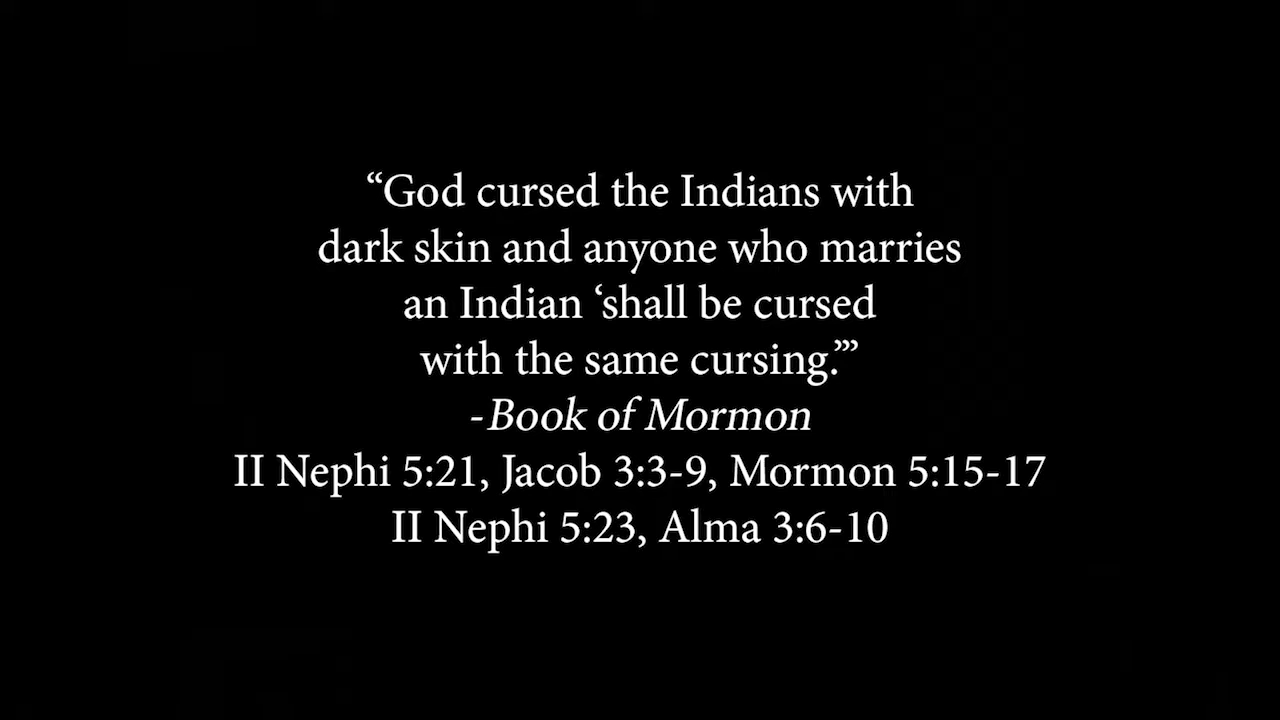 “God cursed the Indians with
dark skin and anyone who marries
an Indian ‘shall be cursed
with the same cursing.’”
-Book of Mormon
II Nephi 5:21, Jacob 3:3-9, Mormon 5:15-17
II Nephi 5:23, Alma 3:6-10